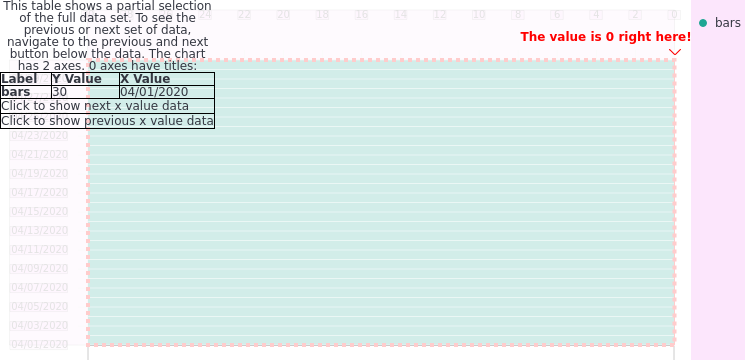 This table shows a partial selection
of the full data set. To see the
previous or next set of data,
navigate to the previous and next
button below the data. The chart
has 2 axes. 0 axes have titles:
Label Y Value X Value
bars 30 04/01/2020
Click to show next x value data
Click to show previous x value data
24 22 20 18 16 14 12 10 8 6 4 2 0
The value is 0 right here!
bars
04/23/2020
04/21/2020
04/19/2020
04/17/2020
04/15/2020
04/13/2020
04/11/2020
04/09/2020
04/07/2020
04/05/2020
04/03/2020
04/01/2020